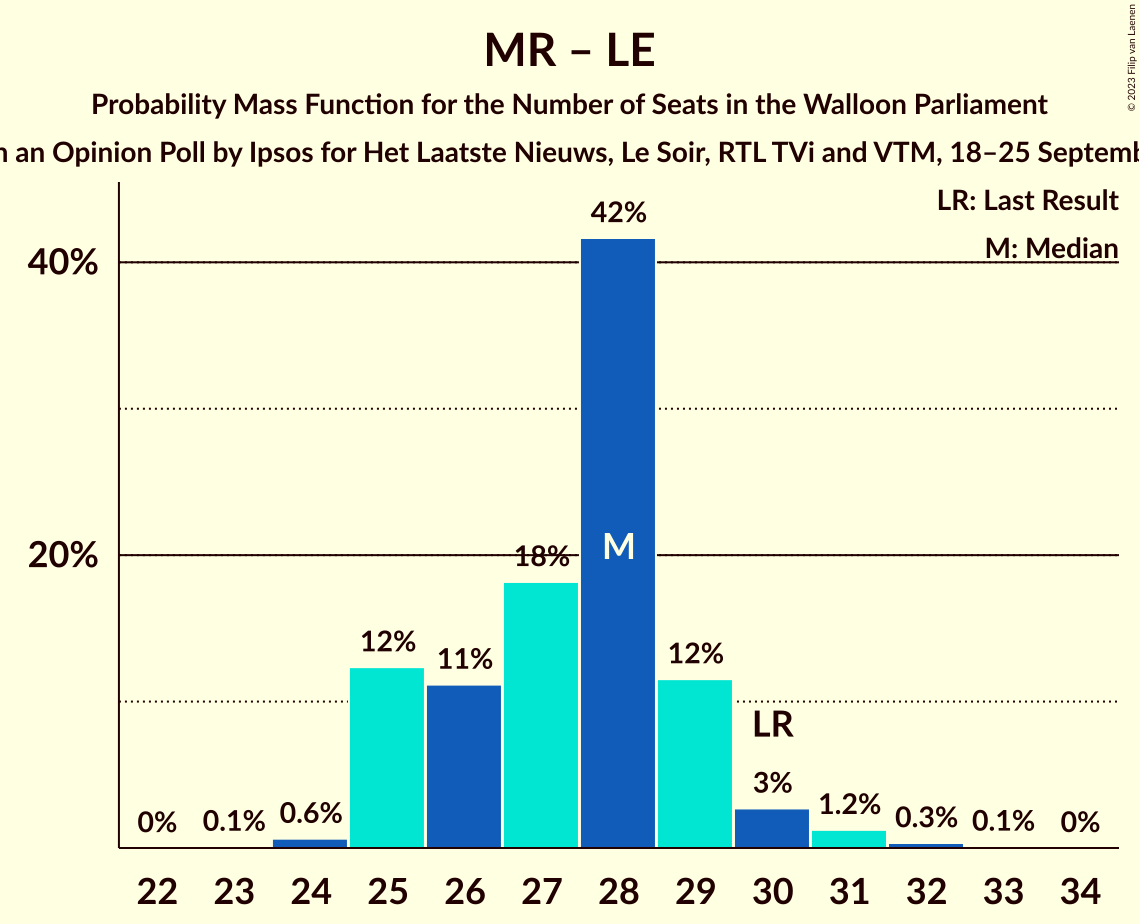 MR – LE
Probability Mass Function for the Number of Seats in the Walloon Parliament
an Opinion Poll by Ipsos for Het Laatste Nieuws, Le Soir, RTL TVi and VTM, 18–25
© 2023 Filip van Laenen
LR: Last Result
M: Median
42%
40%
M
20%
18%
12%
11%
12%
LR
3%
0%
0.1%
0.6%
1.2%
0.3%
0.1%
0%
22 23 24 25 26 27 28 29 30 31 32 33 34